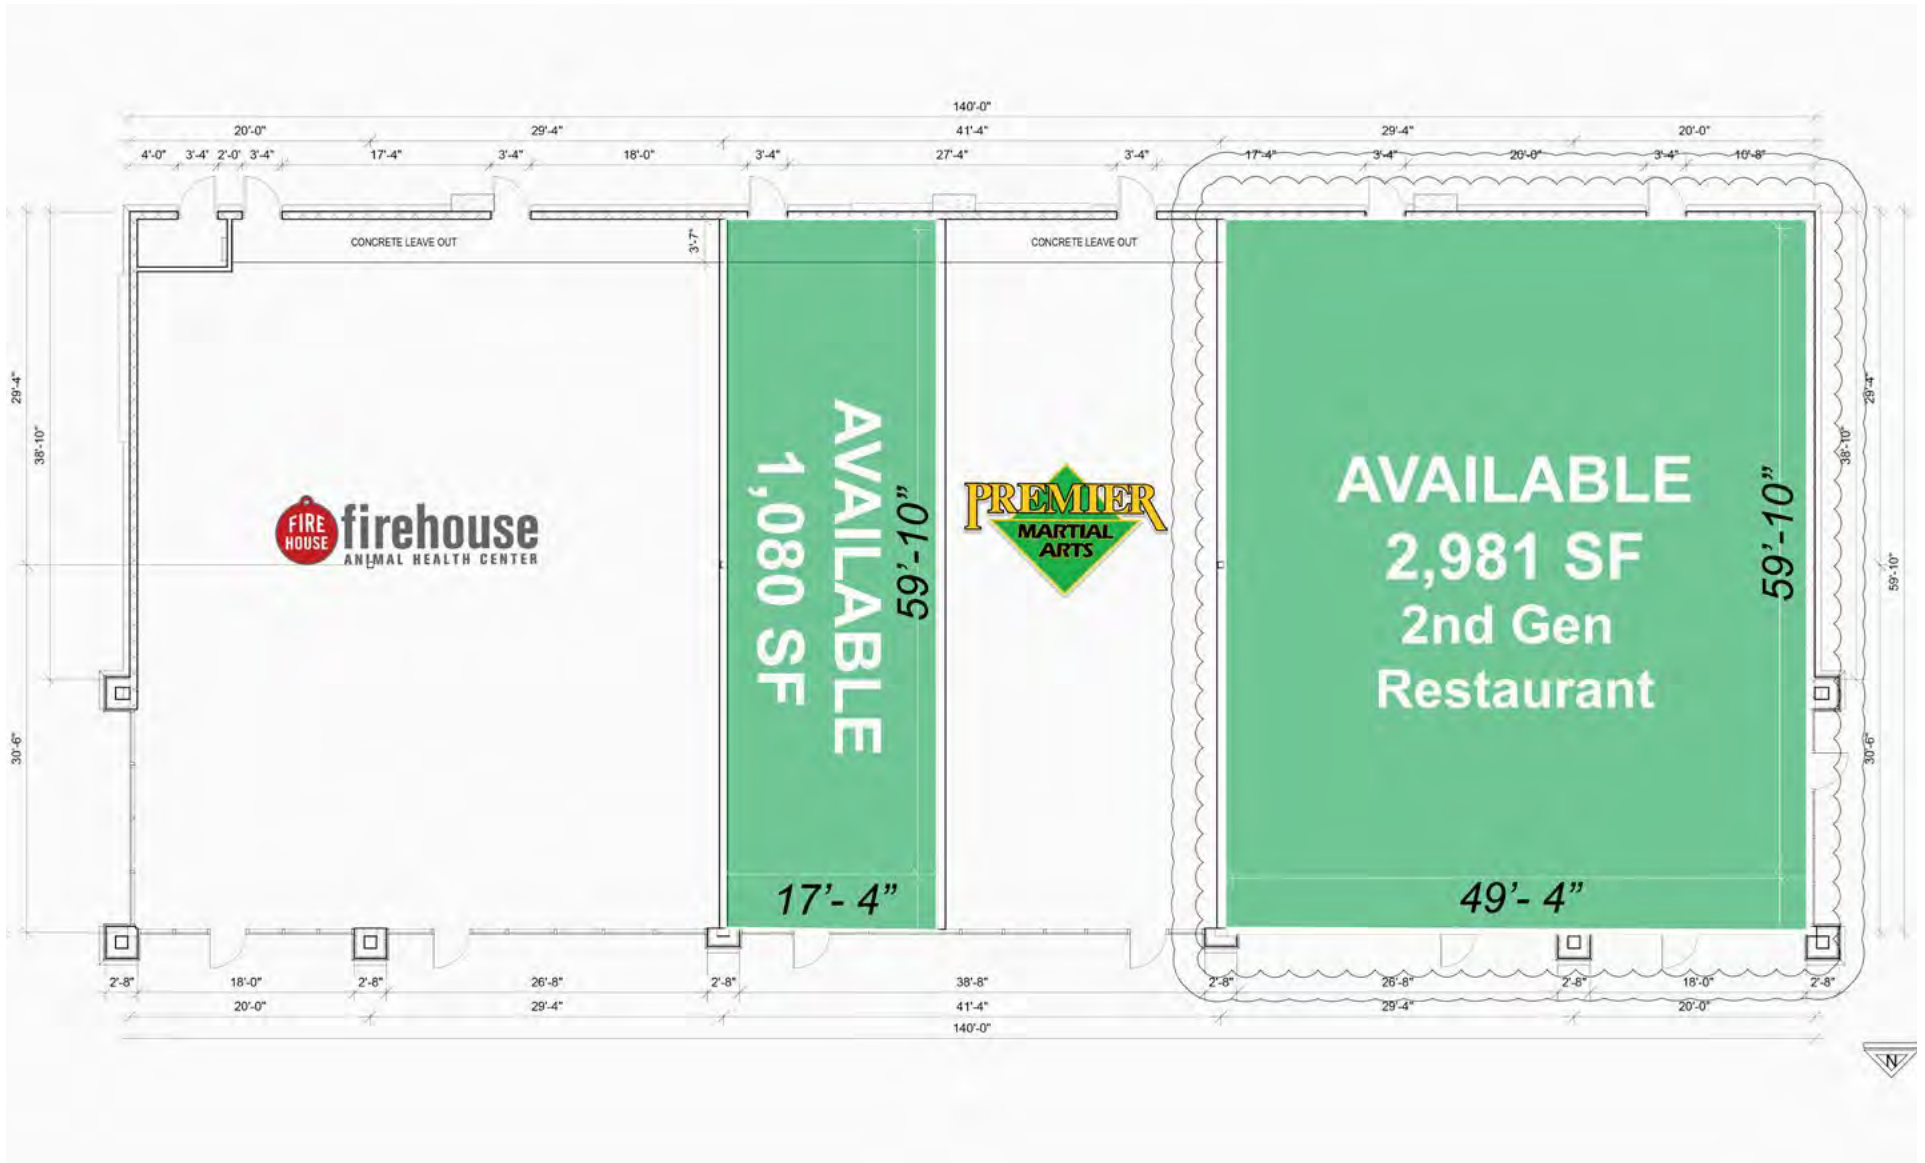 140'-0"
20'-0" 29'-4" 41'-4" 29'-4" 20'-0"
4'-0" 3'-4" 2'-0" 3'-4" 17'-4" 3'-4" 18'-0" 3'-4" 27'-4" 3'-4" 17'-4" 3'-4" 20'-0" 3'-4" 10'-8"
CONCRETE LEAVE OUT
3'-7"
CONCRETE LEAVE OUT
29'-4"
38'-10"
30'-6"
FIRE
HOUSE
firehouse
ANIMAL HEALTH CENTER
AVAILABLE
1,080 SF
59'-10"
17'- 4"
PREMIER
MARTIAL
ARTS
AVAILABLE
2,981 SF
2nd Gen
Restaurant
59'-10"
49'- 4"
29'-4"
38'-10"
59'-10"
30'-6"
2'-8" 18'-0" 2'-8" 26'-8" 2'-8" 38'-8" 2'-8" 26'-8" 2'-8" 18'-0" 2'-8"
20'-0" 29'-4" 41'-4" 29'-4" 20'-0"
140'-0"
N